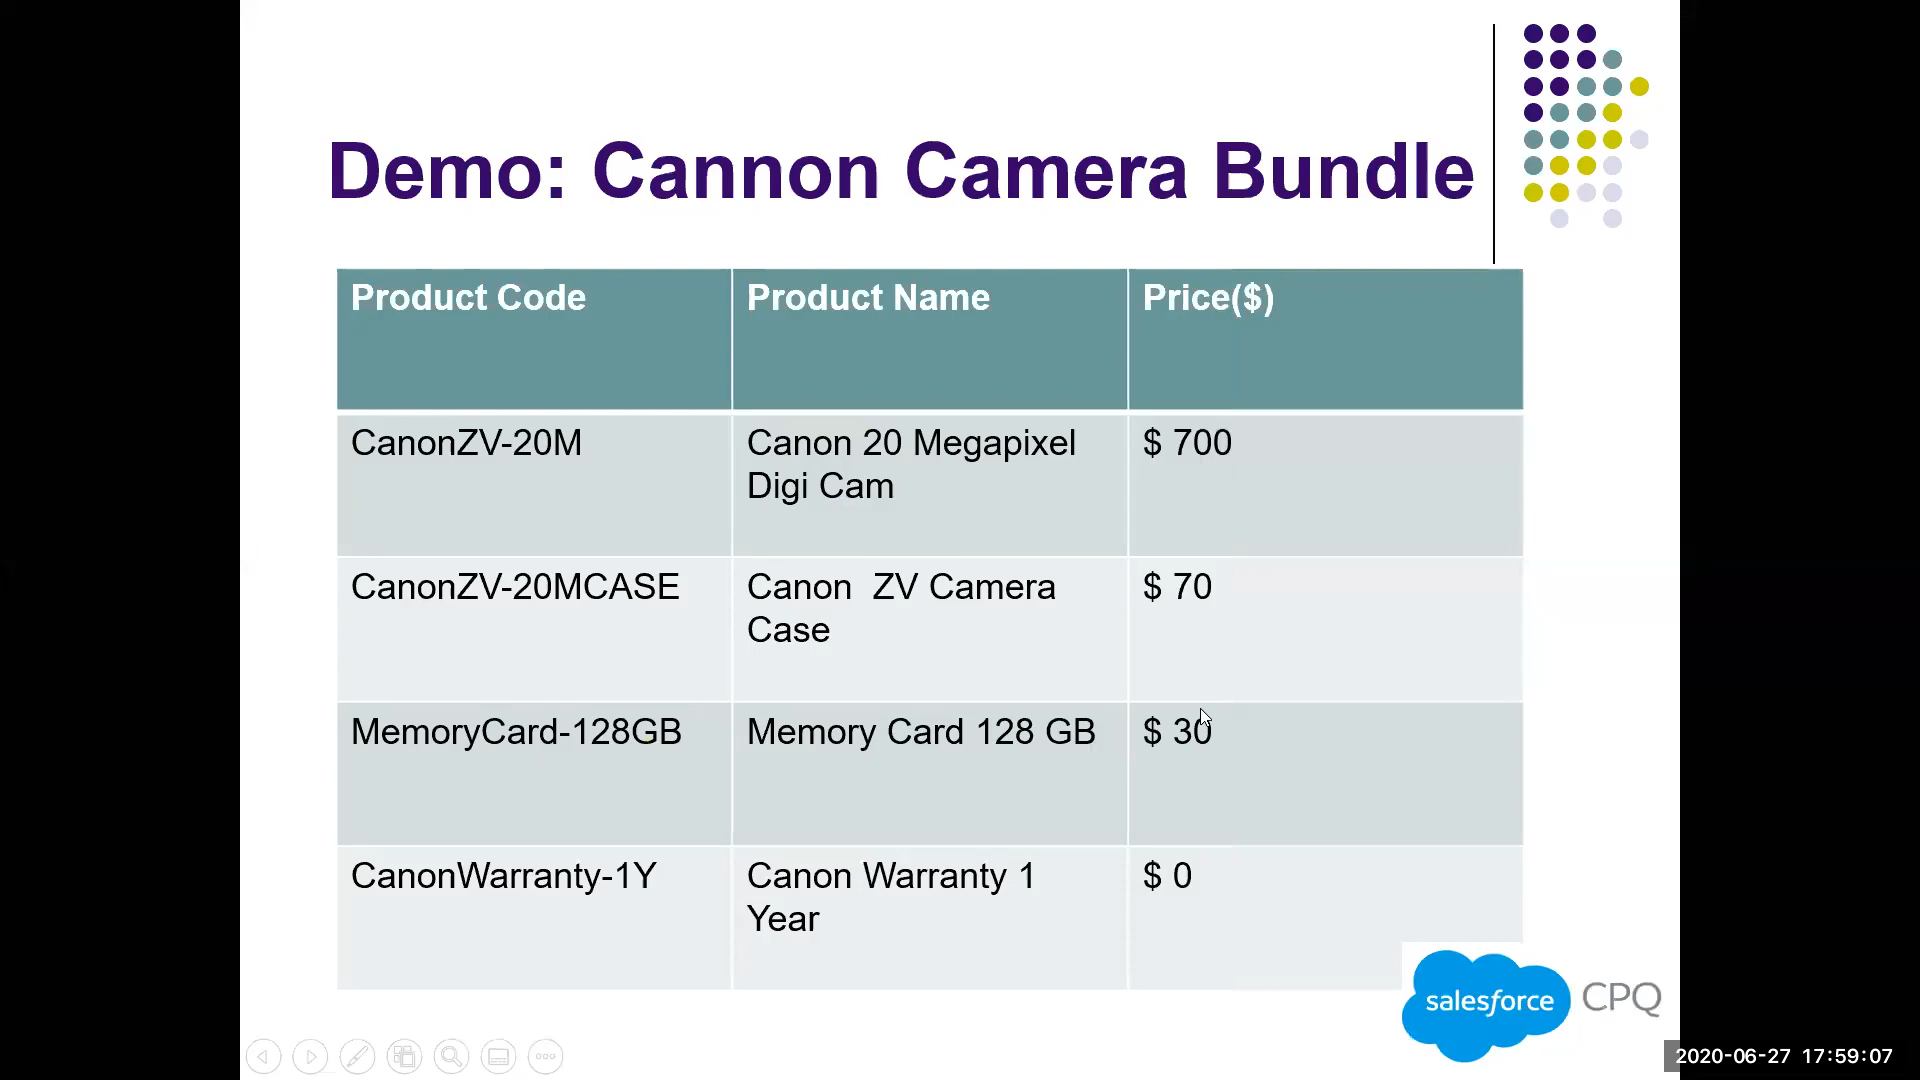 Demo: Cannon Camera Bundle
Product Code Product Name Price($)
CanonZV-20M Canon 20 Megapixel $ 700
Digi Cam
CanonZV-20MCASE Canon  ZV Camera $ 70
Case
MemoryCard-128GB Memory Card 128 GB $ 30
CanonWarranty-1Y Canon Warranty 1 $ 0
Year
salesforce CPQ
2020-06-27 17:59:07